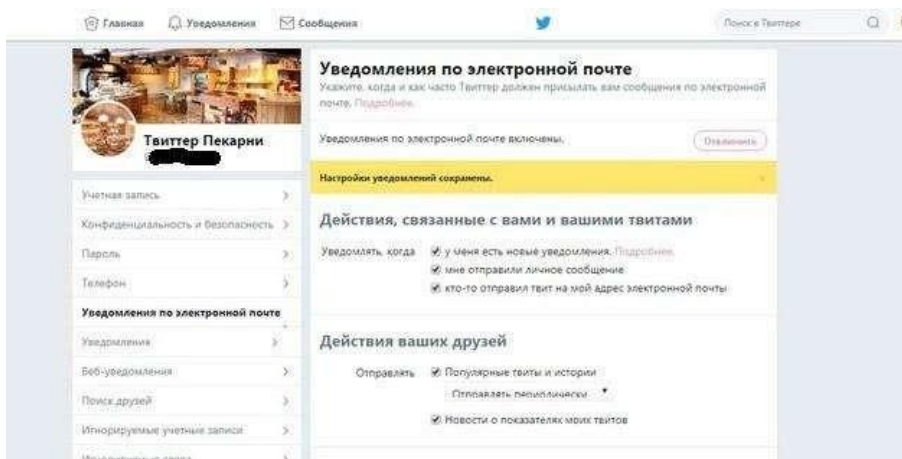 Главная Уведомления Сообщения Поиск в Твиттере
Твиттер Пекарни
Учетная запись
Конфиденциальность и безопасность
Пароль
Телефон
Уведомления по электронной почте
Уведомления
Веб-уведомления
Поиск друзей
Игнорируемые учетные записи
Уведомления по электронной почте
Укажите, когда и как часто Твиттер должен присылать вам сообщения по электронной
почте. Подробнее.
Уведомления по электронной почте включены. Отключить
Настройки уведомлений сохранены.
Действия, связанные с вами и вашими твитами
Уведомлять, когда у меня есть новые уведомления. Подробнее.
мне отправили личное сообщение
кто-то отправил твит на мой адрес электронной почты
Действия ваших друзей
Отправлять Популярные твиты и истории
Отправлять периодически
Новости о показателях моих твитов